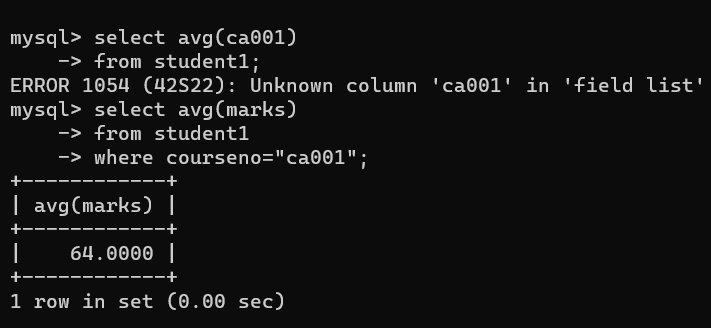 mysql> select avg(ca001)
    -> from student1;
ERROR 1054 (42S22): Unknown column 'ca001' in 'field list'
mysql> select avg(marks)
    -> from student1
    -> where courseno="ca001";
+------------+
| avg(marks) |
+------------+
|    64.0000 |
+------------+
1 row in set (0.00 sec)